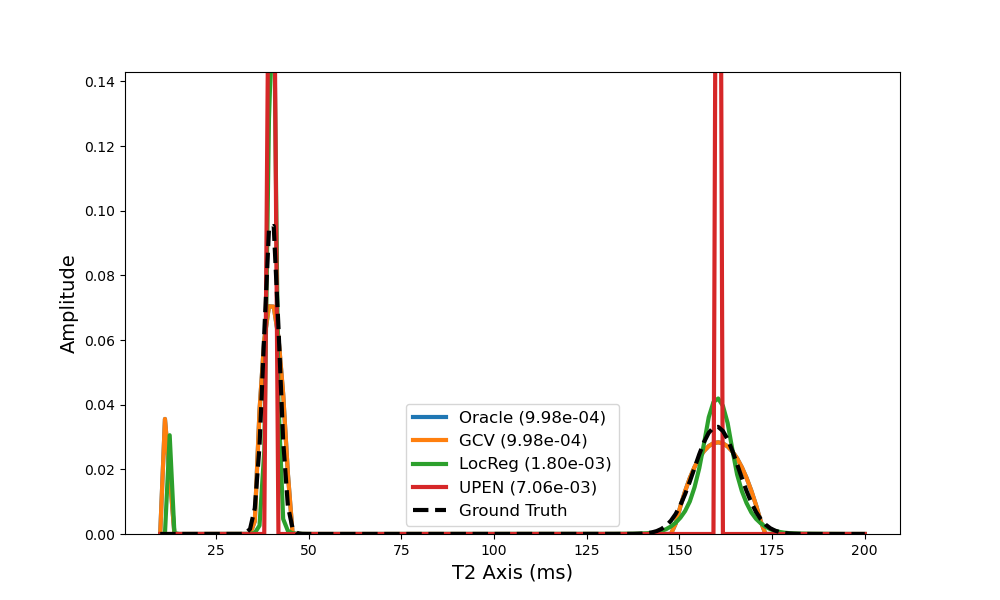 0.14
0.12
0.10
0.08
0.06
0.04
0.02
0.00
Amplitude
Oracle (9.98e-04)
GCV (9.98e-04)
LocReg (1.80e-03)
UPEN (7.06e-03)
Ground Truth
25 50 75 100 125 150 175 200
T2 Axis (ms)